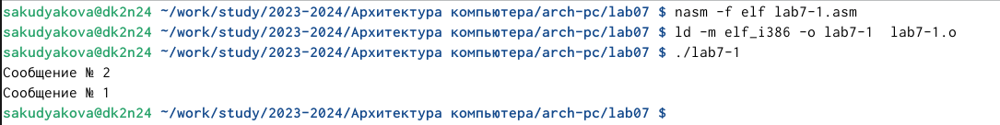 sakudyakova@dk2n24 ~/work/study/2023-2024/Архитектура компьютера/arch-pc/lab07 $ nasm -f elf lab7-1.asm
sakudyakova@dk2n24 ~/work/study/2023-2024/Архитектура компьютера/arch-pc/lab07 $ ld -m elf_i386 -o lab7-1  lab7-1.o
sakudyakova@dk2n24 ~/work/study/2023-2024/Архитектура компьютера/arch-pc/lab07 $ ./lab7-1
Сообщение № 2
Сообщение № 1
sakudyakova@dk2n24 ~/work/study/2023-2024/Архитектура компьютера/arch-pc/lab07 $